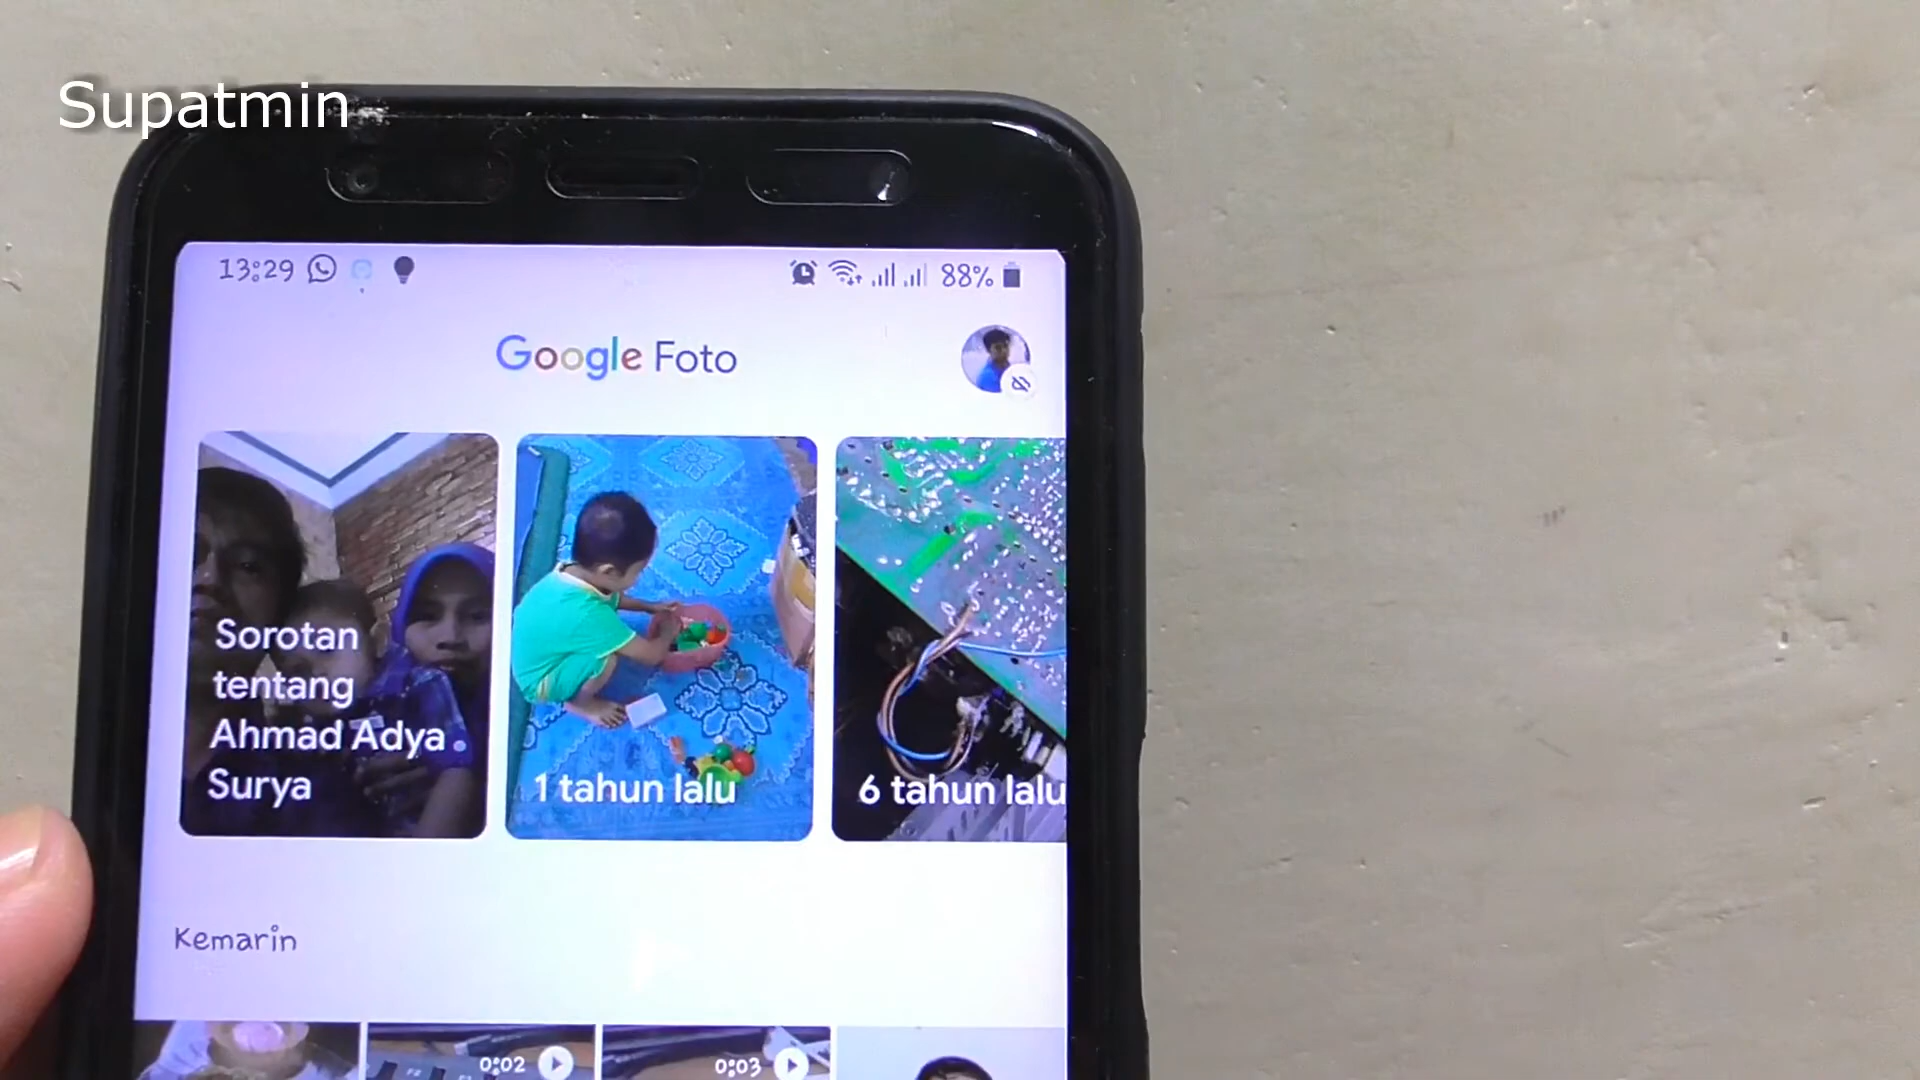 Supatmin
13:29
88%
Google Foto
Sorotan
tentang
Ahmad Adya
Surya
1 tahun lalu
6 tahun lalu
Kemarin
0:02
0:03